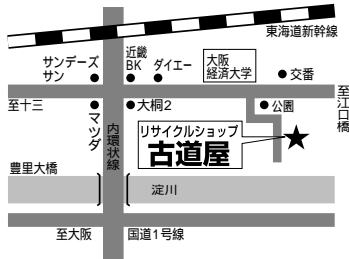 東海道新幹線
サンデーズ
サン
近畿
BK
ダイエー
大阪
経済大学
交番
至十三
マツダ
大桐2
内環状線
公園
至江口橋
リサイクルショップ
古道屋
豊里大橋
淀川
至大阪
国道1号線